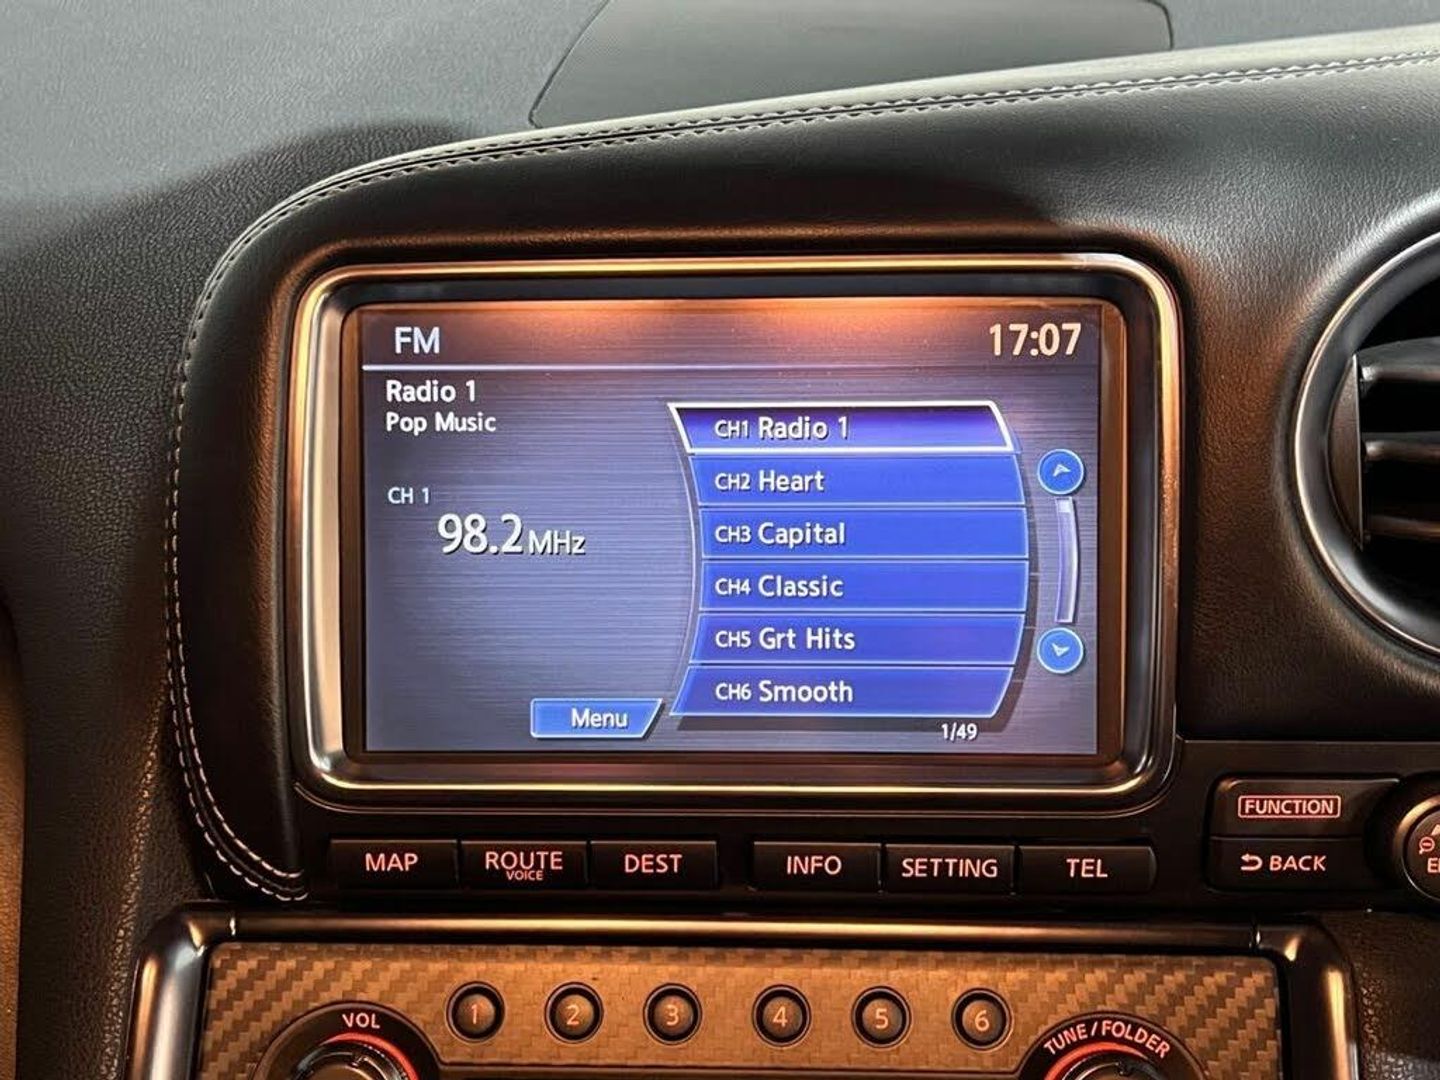 FM
17:07
Radio 1
Pop Music
CH 1
98.2 MHz
CH1 Radio 1
CH2 Heart
CH3 Capital
CH4 Classic
CH5 Grt Hits
CH6 Smooth
Menu
1/49
FUNCTION
MAP
ROUTE
VOICE
DEST
INFO
SETTING
TEL
BACK
VOL
1
2
3
4
5
6
TUNE/FOLDER